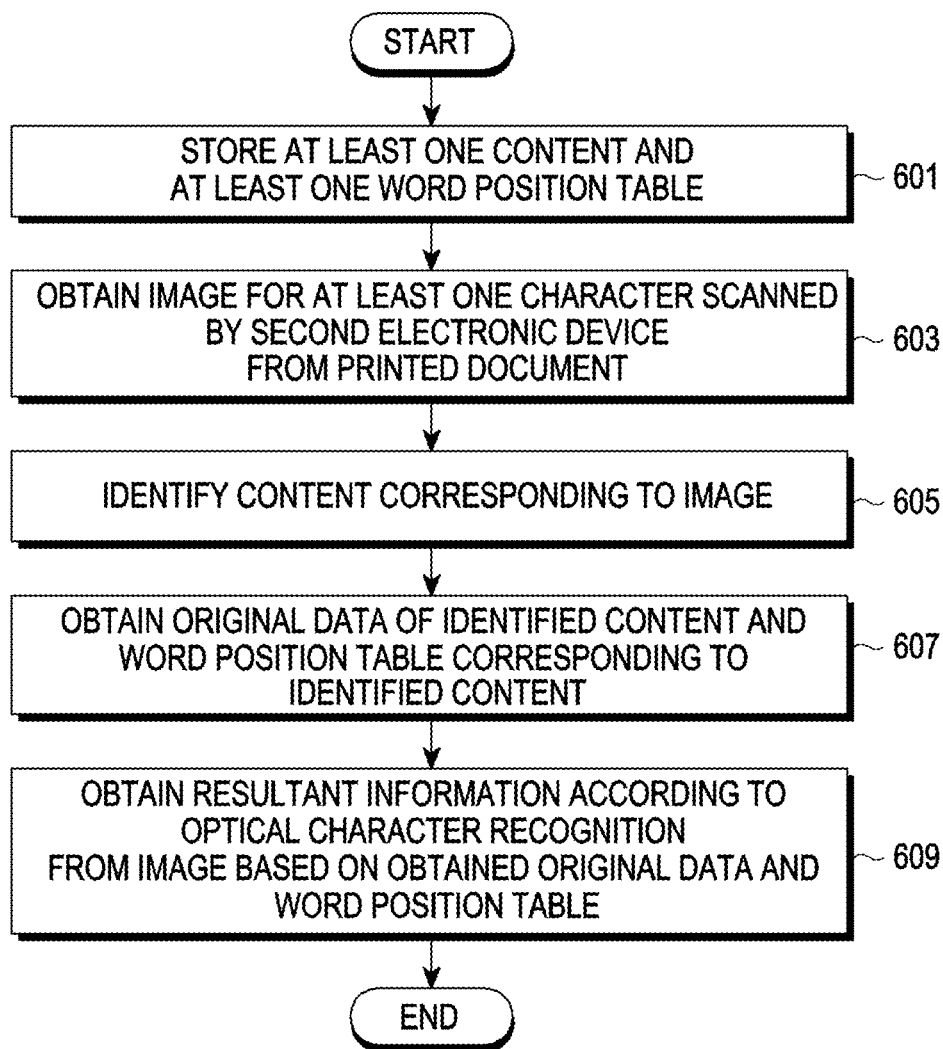 START
STORE AT LEAST ONE CONTENT AND
AT LEAST ONE WORD POSITION TABLE
601
OBTAIN IMAGE FOR AT LEAST ONE CHARACTER SCANNED
BY SECOND ELECTRONIC DEVICE
FROM PRINTED DOCUMENT
603
IDENTIFY CONTENT CORRESPONDING TO IMAGE
605
OBTAIN ORIGINAL DATA OF IDENTIFIED CONTENT AND
WORD POSITION TABLE CORRESPONDING TO
IDENTIFIED CONTENT
607
OBTAIN RESULTANT INFORMATION ACCORDING TO
OPTICAL CHARACTER RECOGNITION
FROM IMAGE BASED ON OBTAINED ORIGINAL DATA AND
WORD POSITION TABLE
609
END